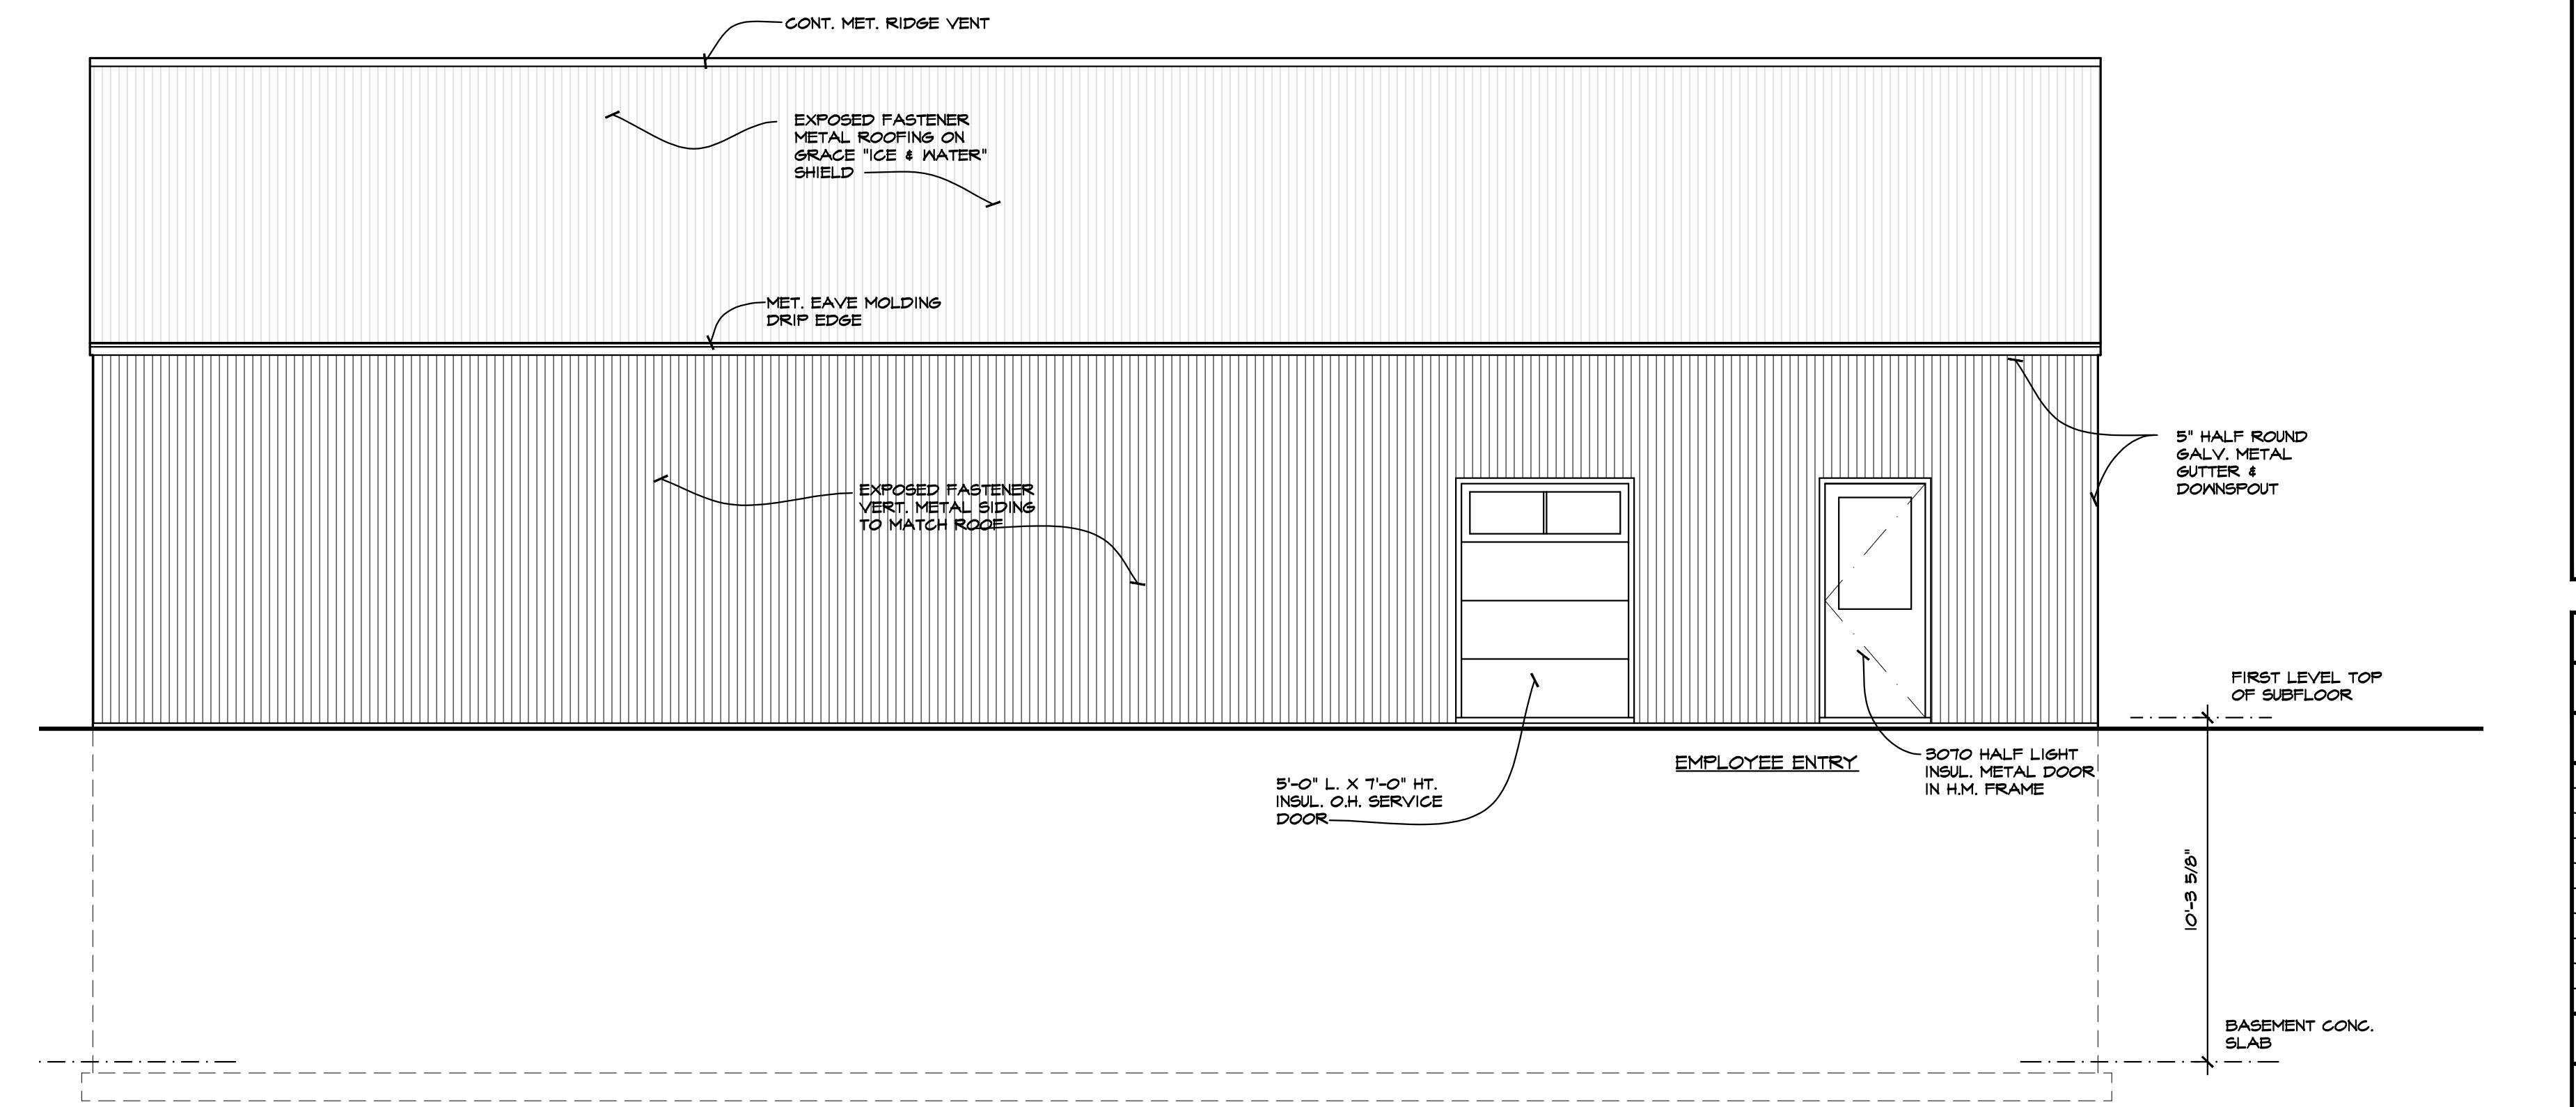 CONT. MET. RIDGE VENT
EXPOSED FASTENER
METAL ROOFING ON
GRACE "ICE & WATER"
SHIELD
MET. EAVE MOLDING
DRIP EDGE
5" HALF ROUND
GALV. METAL
GUTTER &
DOWNSPOUT
EXPOSED FASTENER
VERT. METAL SIDING
TO MATCH ROOF
FIRST LEVEL TOP
OF SUBFLOOR
EMPLOYEE ENTRY
3070 HALF LIGHT
INSUL. METAL DOOR
IN H.M. FRAME
5'-0" L. X 7'-0" HT.
INSUL. O.H. SERVICE
DOOR
10'-3 5/8"
BASEMENT CONC.
SLAB